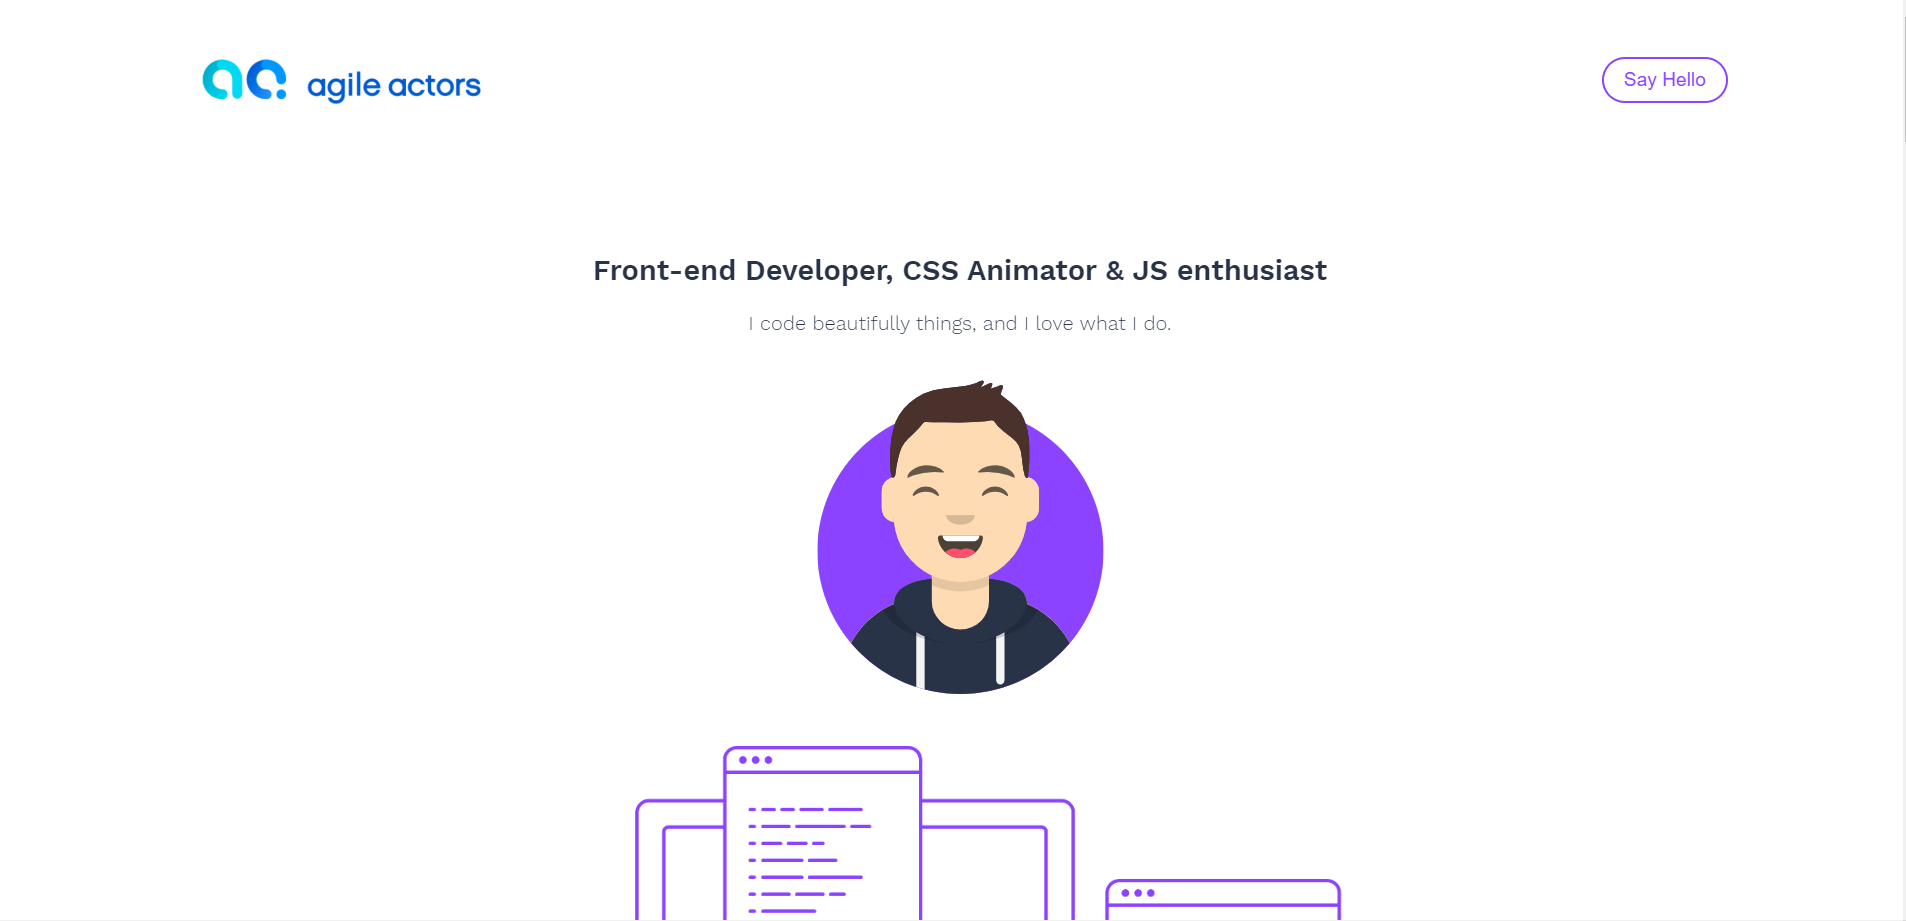 agile actors
Say Hello
Front-end Developer, CSS Animator & JS enthusiast
I code beautifully things, and I love what I do.